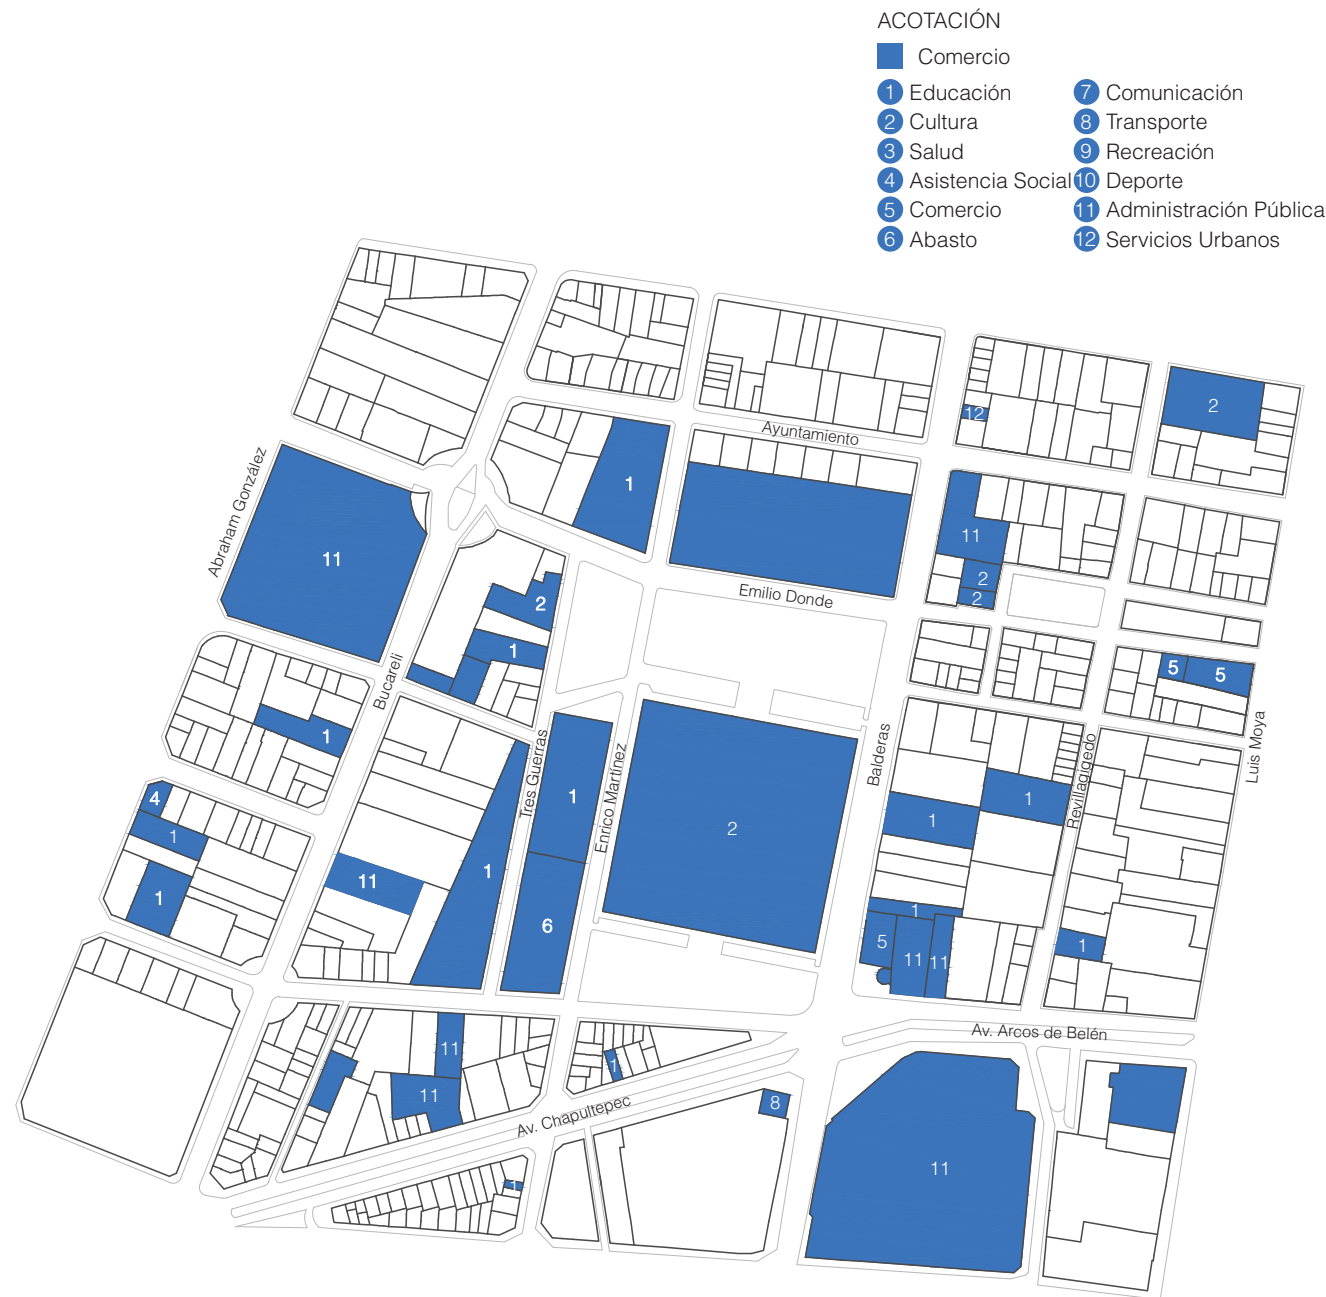 ACOTACIÓN
Comercio
1 Educación
2 Cultura
3 Salud
4 Asistencia Social
5 Comercio
6 Abasto
7 Comunicación
8 Transporte
9 Recreación
10 Deporte
11 Administración Pública
12 Servicios Urbanos
2
12
Ayuntamiento
1
Abraham González
11
11
2
2
Emilio Donde
2
1
5
5
Bucareli
1
Tres Guerras
Enrico Martínez
Balderas
Revillagigedo
Luis Moya
4
1
1
1
2
1
1
11
1
1
6
1
5
11
11
1
Av. Arcos de Belén
11
1
11
8
Av. Chapultepec
11
1